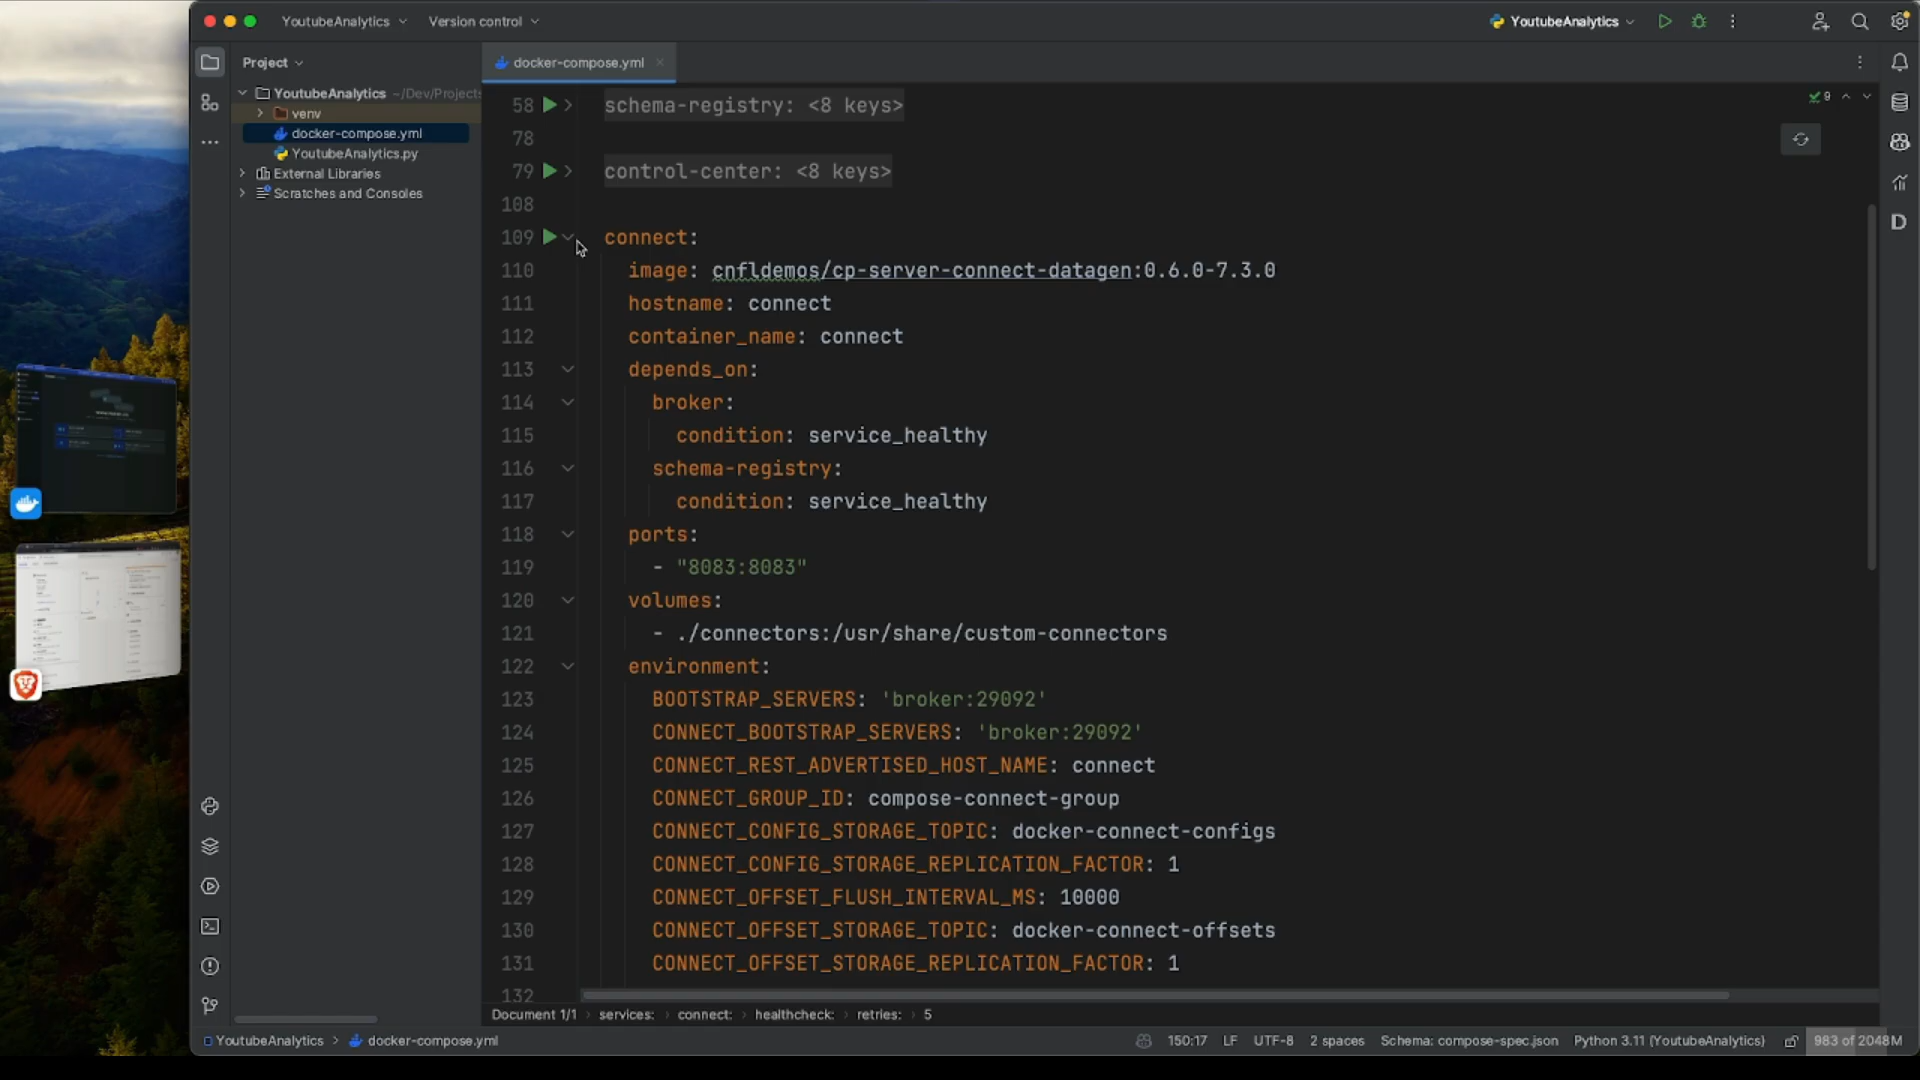 YoutubeAnalytics
Version control
YoutubeAnalytics
Project
docker-compose.yml
YoutubeAnalytics ~/Dev/Projects
venv
docker-compose.yml
YoutubeAnalytics.py
External Libraries
Scratches and Consoles
9
D
58 schema-registry: <8 keys>
78
79 control-center: <8 keys>
108
109 connect:
110 image: cnfldemos/cp-server-connect-datagen:0.6.0-7.3.0
111 hostname: connect
112 container_name: connect
113 depends_on:
114 broker:
115 condition: service_healthy
116 schema-registry:
117 condition: service_healthy
118 ports:
119 - "8083:8083"
120 volumes:
121 - ./connectors:/usr/share/custom-connectors
122 environment:
123 BOOTSTRAP_SERVERS: 'broker:29092'
124 CONNECT_BOOTSTRAP_SERVERS: 'broker:29092'
125 CONNECT_REST_ADVERTISED_HOST_NAME: connect
126 CONNECT_GROUP_ID: compose-connect-group
127 CONNECT_CONFIG_STORAGE_TOPIC: docker-connect-configs
128 CONNECT_CONFIG_STORAGE_REPLICATION_FACTOR: 1
129 CONNECT_OFFSET_FLUSH_INTERVAL_MS: 10000
130 CONNECT_OFFSET_STORAGE_TOPIC: docker-connect-offsets
131 CONNECT_OFFSET_STORAGE_REPLICATION_FACTOR: 1
132
Document 1/1 services: connect: healthcheck: retries: 5
YoutubeAnalytics docker-compose.yml
150:17 LF UTF-8 2 spaces Schema: compose-spec.json Python 3.11 (YoutubeAnalytics) 983 of 2048M